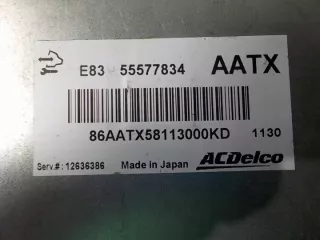 E83 55577834 AATX
86AATX58113000KD 1130
Serv.#: 12636386 Made in Japan ACDelco